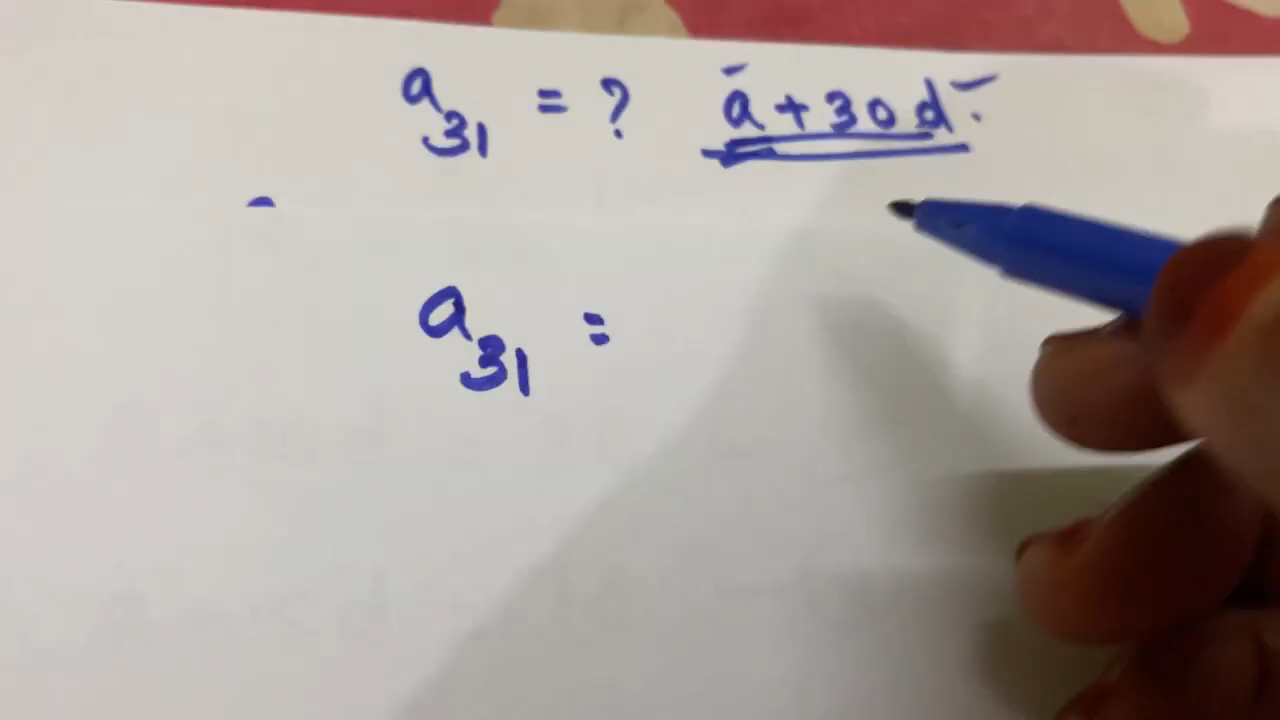 a₃₁ = ? a + 30d.
a₃₁ =